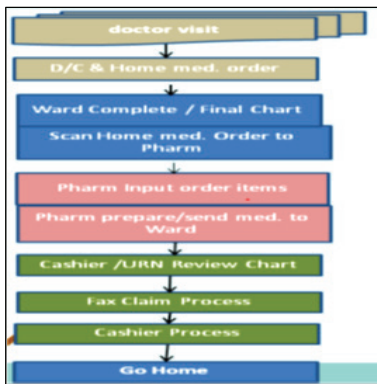 doctor visit
D/C & Home med. order
Ward Complete / Final Chart
Scan Home med. Order to
Pharm
Pharm Input order items
Pharm prepare/send med. to
Ward
Cashier /URN Review Chart
Fax Claim Process
Cashier Process
Go Home